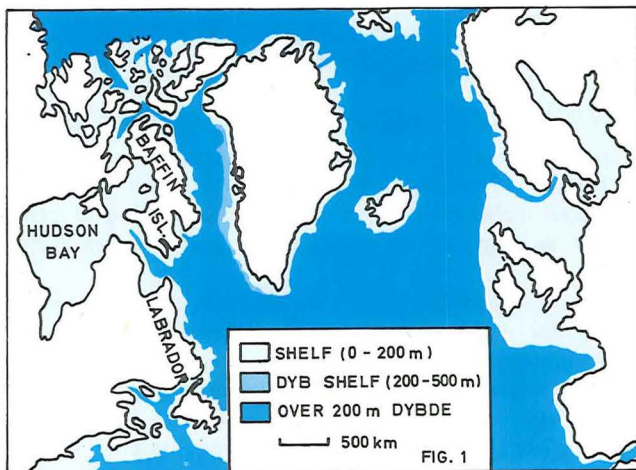 BAFFIN
ISL.
HUDSON
BAY
LABRADOR
SHELF (0-200 m)
DYB SHELF (200-500 m)
OVER 200 m DYBDE
500 km
FIG. 1